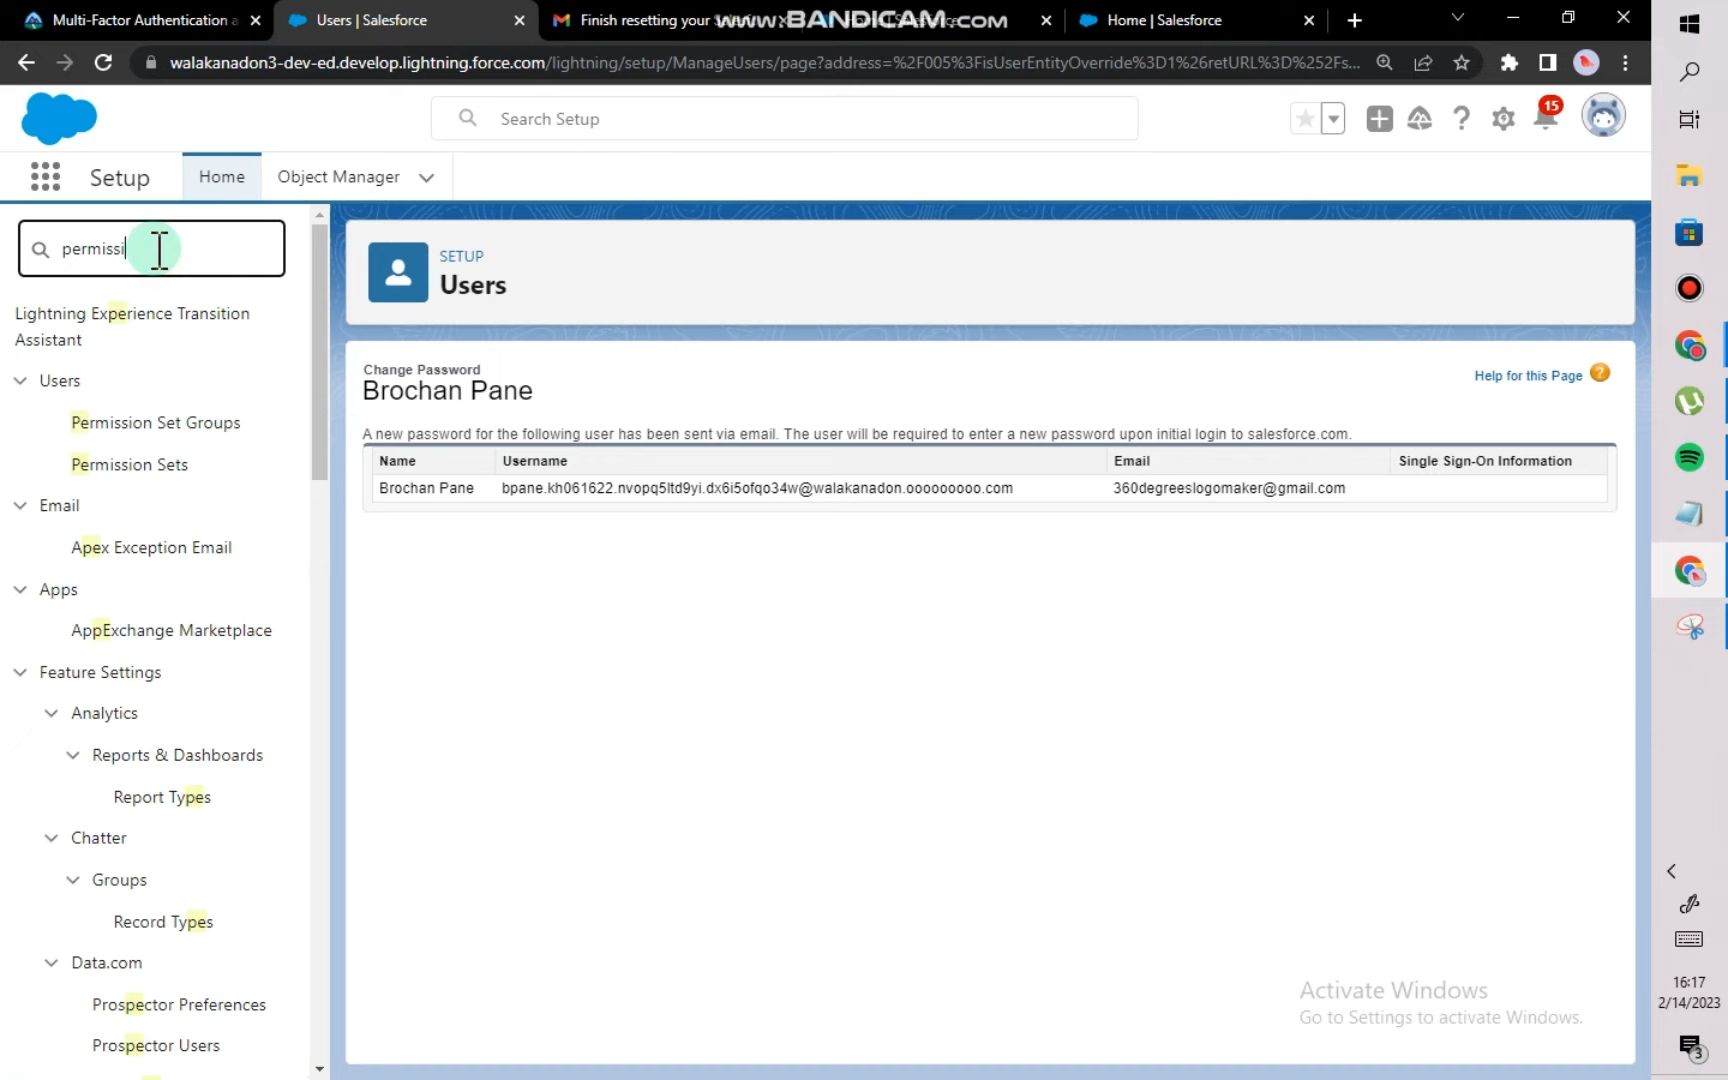 Multi-Factor Authentication a
Users | Salesforce
Finish resetting your
www.BANDICAM.com
Home | Salesforce
walakanadon3-dev-ed.develop.lightning.force.com/lightning/setup/ManageUsers/page?address=%2F005%3FisUserEntityOverride%3D1%26retURL%3D%252Fs...
Search Setup
15
Setup
Home
Object Manager
permissi
SETUP
Users
Lightning Experience Transition
Assistant
Users
Permission Set Groups
Permission Sets
Email
Apex Exception Email
Apps
AppExchange Marketplace
Feature Settings
Analytics
Reports & Dashboards
Report Types
Chatter
Groups
Record Types
Data.com
Prospector Preferences
Prospector Users
Change Password
Brochan Pane
Help for this Page
A new password for the following user has been sent via email. The user will be required to enter a new password upon initial login to salesforce.com.
Name Username Email Single Sign-On Information
Brochan Pane bpane.kh061622.nvopq5ltd9yi.dx6i5ofqo34w@walakanadon.ooooooooo.com 360degreeslogomaker@gmail.com
Activate Windows
Go to Settings to activate Windows.
16:17
2/14/2023
3